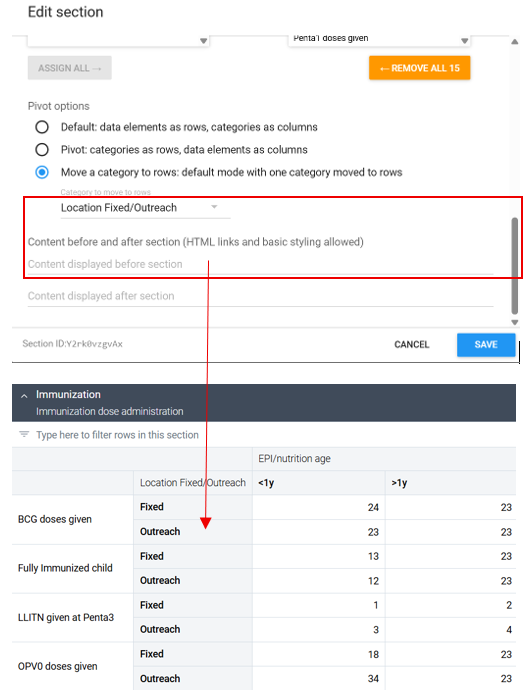 Edit section
Penta1 doses given
ASSIGN ALL →
← REMOVE ALL 15
Pivot options
Default: data elements as rows, categories as columns
Pivot: categories as rows, data elements as columns
Move a category to rows: default mode with one category moved to rows
Category to move to rows
Location Fixed/Outreach
Content before and after section (HTML links and basic styling allowed)
Content displayed before section
Content displayed after section
Section ID:Y2rk0vzgvAx
CANCEL
SAVE
Immunization
Immunization dose administration
Type here to filter rows in this section
EPI/nutrition age
Location Fixed/Outreach <1y >1y
BCG doses given
Fixed 24 23
Outreach 23 23
Fully Immunized child
Fixed 13 23
Outreach 12 23
LLITN given at Penta3
Fixed 1 2
Outreach 3 4
OPV0 doses given
Fixed 18 23
Outreach 34 23